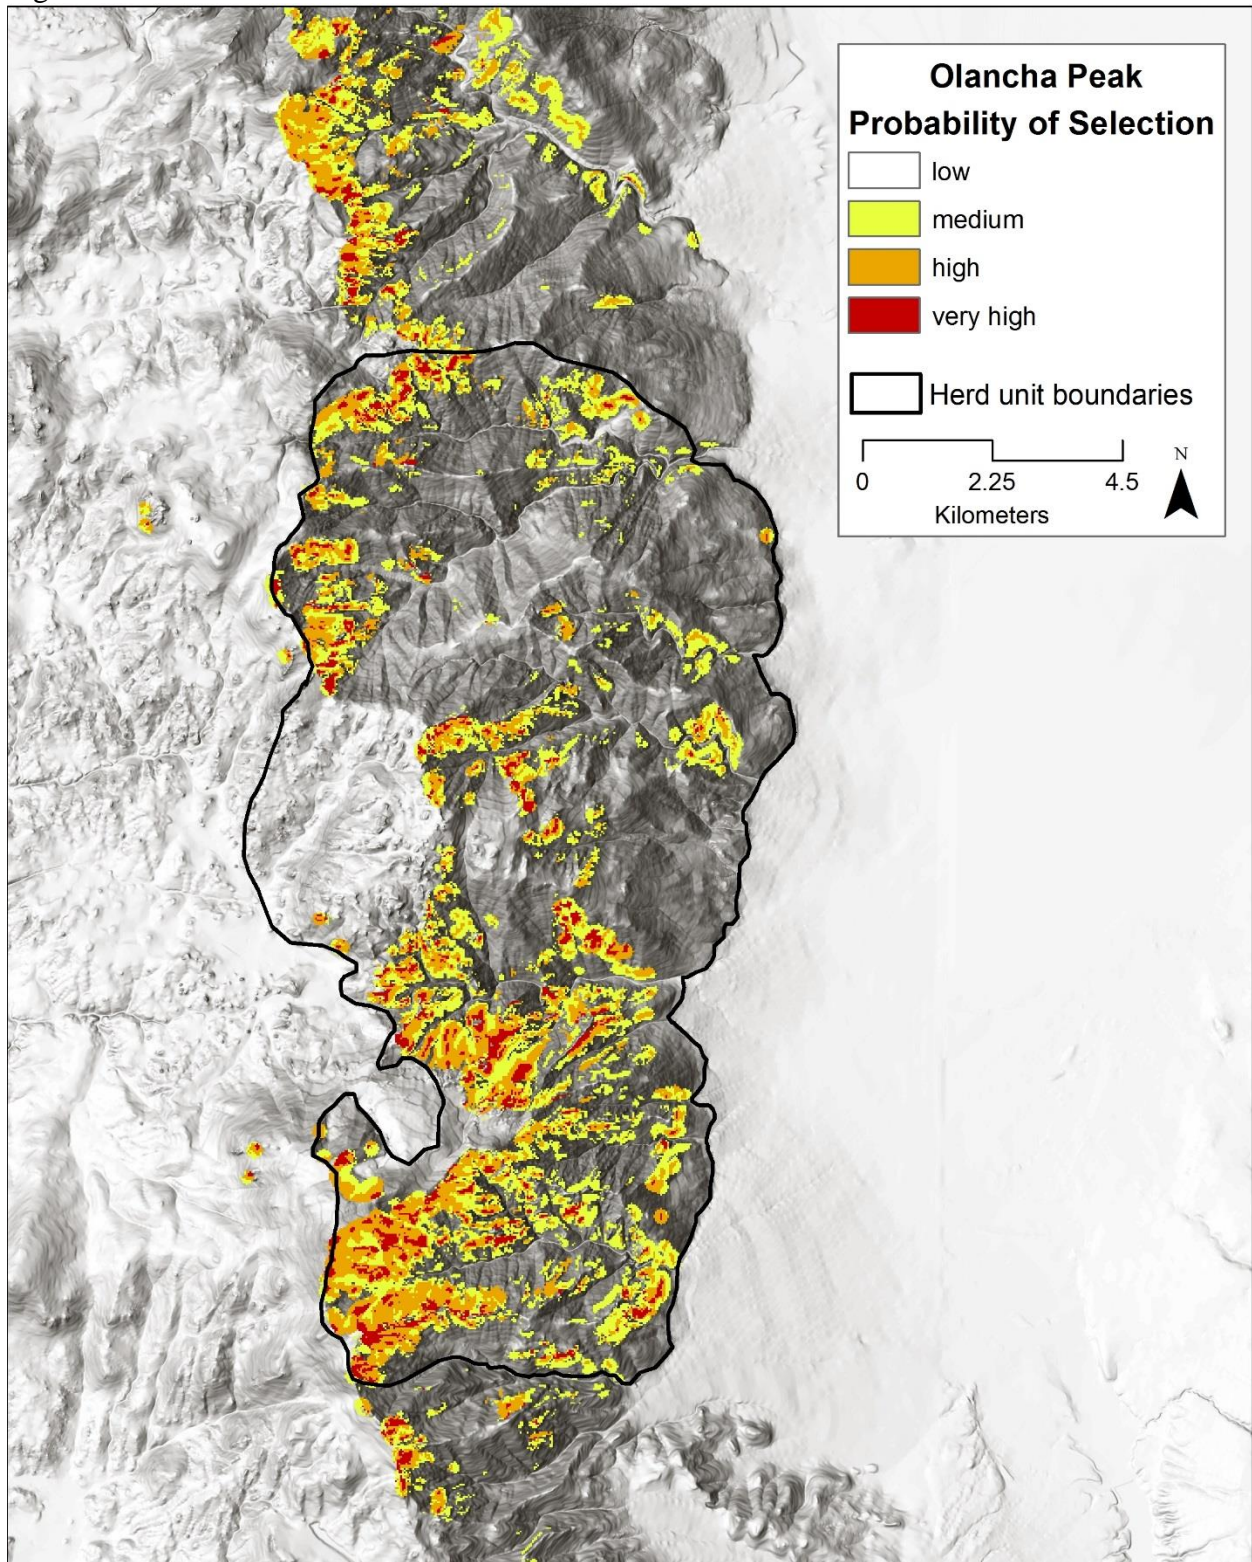 Olancha Peak
Probability of Selection
low
medium
high
very high
Herd unit boundaries
0 2.25 4.5
Kilometers
N